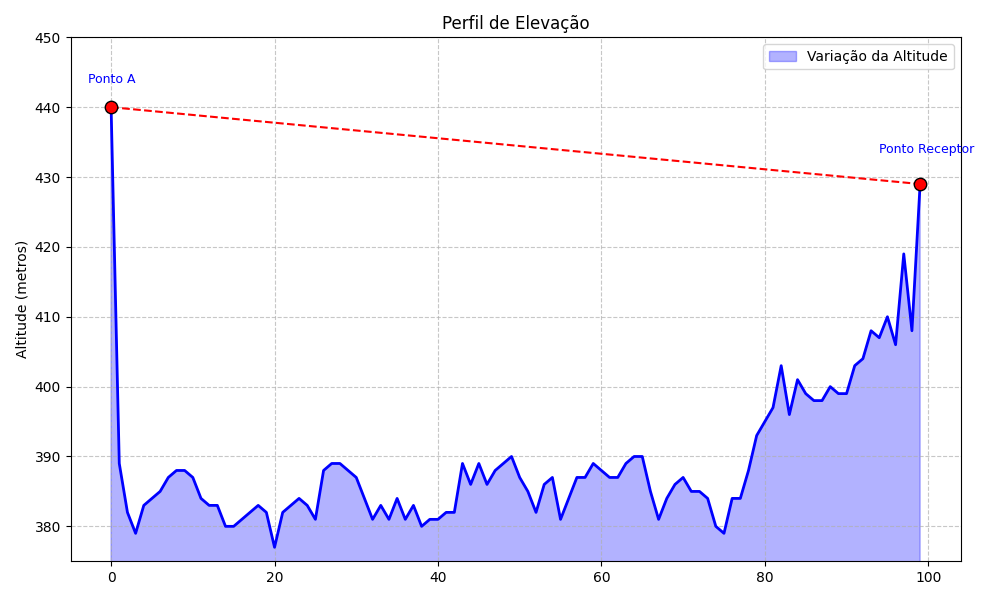 Perfil de Elevação
Variação da Altitude
Ponto A
Ponto Receptor
Altitude (metros)
450
440
430
420
410
400
390
380
0 20 40 60 80 100